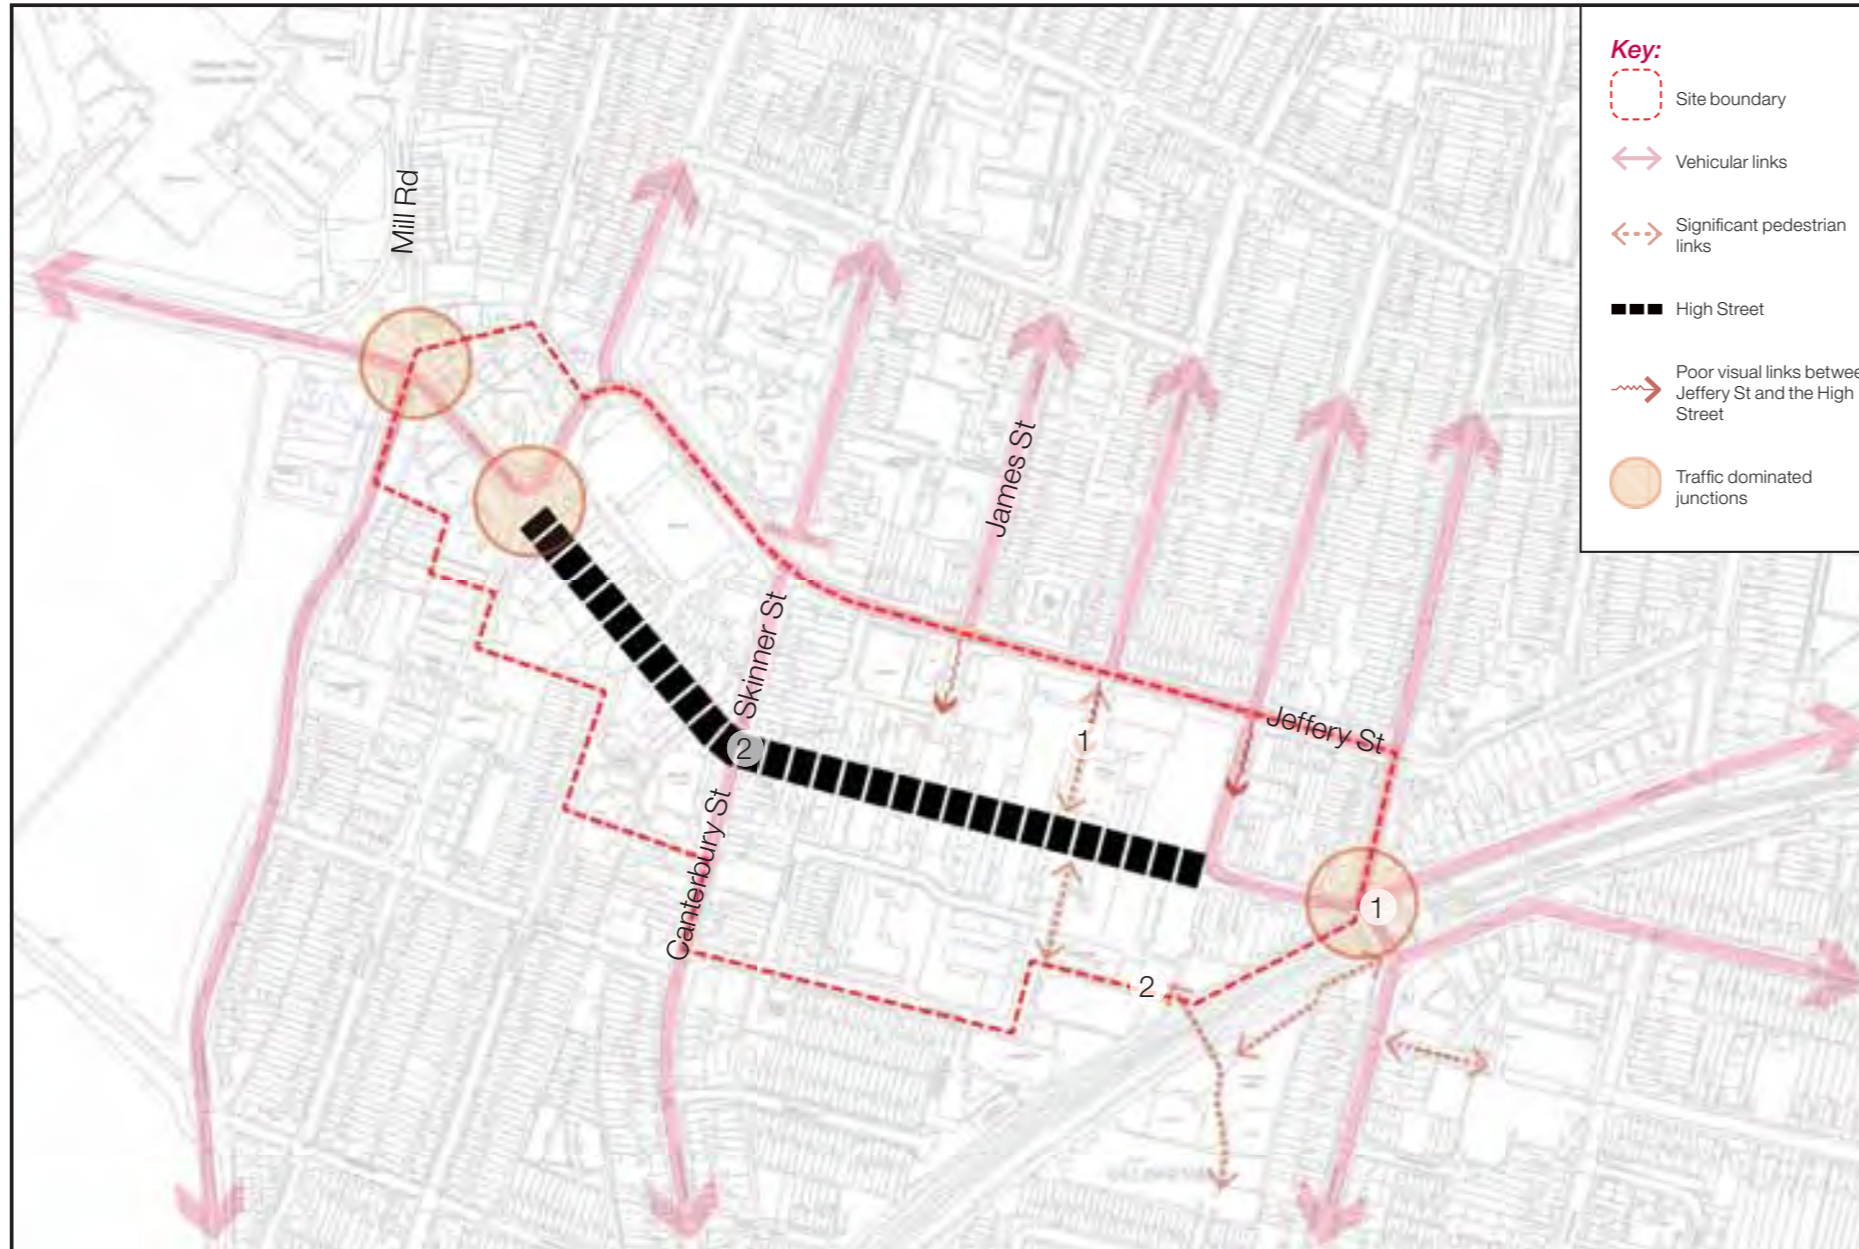 Key:
Site boundary
Vehicular links
Significant pedestrian
links
High Street
Poor visual links betwee
Jeffery St and the High
Street
Traffic dominated
junctions
Mill Rd
James St
Skinner St
2
1
Jeffery St
Canterbury St
1
2